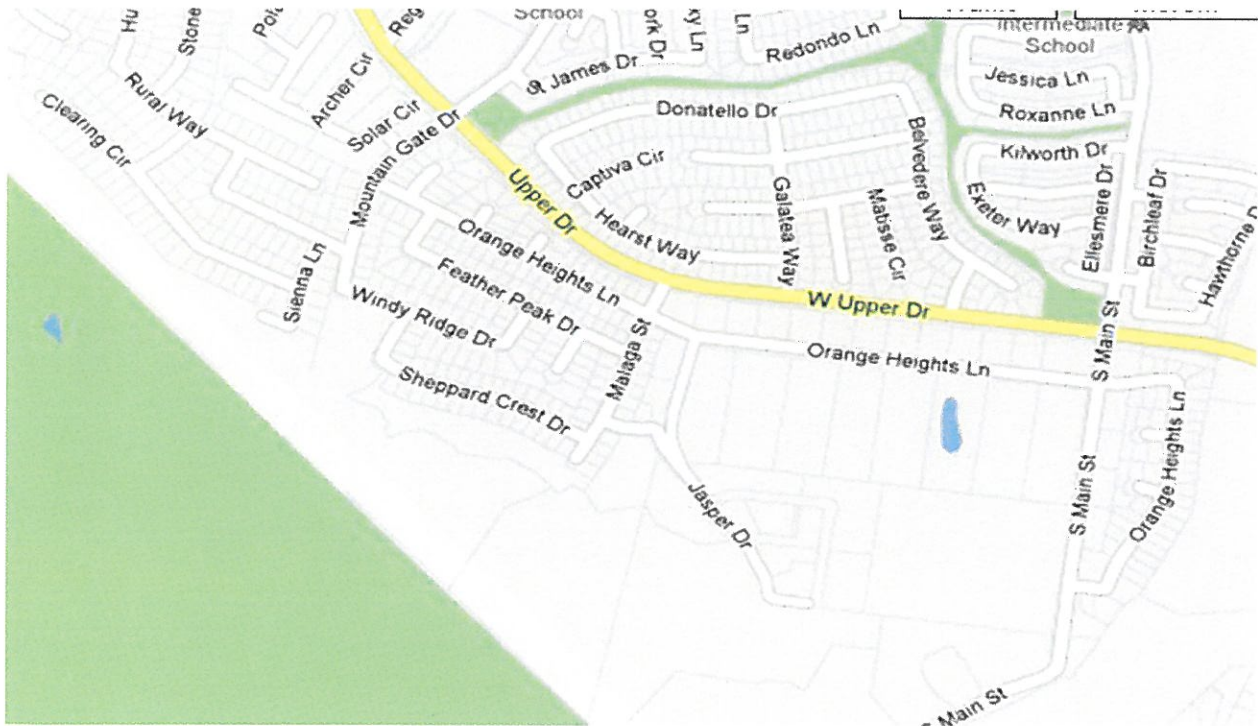 School
Intermediate
School
Redondo Ln
St James Dr
Jessica Ln
Roxanne Ln
Donatello Dr
Kilworth Dr
Archer Cir
Solar Cir
Rural Way
Clearing Cir
Mountain Gate Dr
Captiva Cir
Belvedere Way
Upper Dr
Hearst Way
Galatea Way
Matisse Cir
Exeter Way
Ellesmere Dr
Birchleaf Dr
Hawthorne
Orange Heights Ln
Feather Peak Dr
Sienna Ln
Windy Ridge Dr
W Upper Dr
S Main St
Malaga St
Orange Heights Ln
Sheppard Crest Dr
Orange Heights Ln
S Main St
Jasper Dr
S Main St
Ln